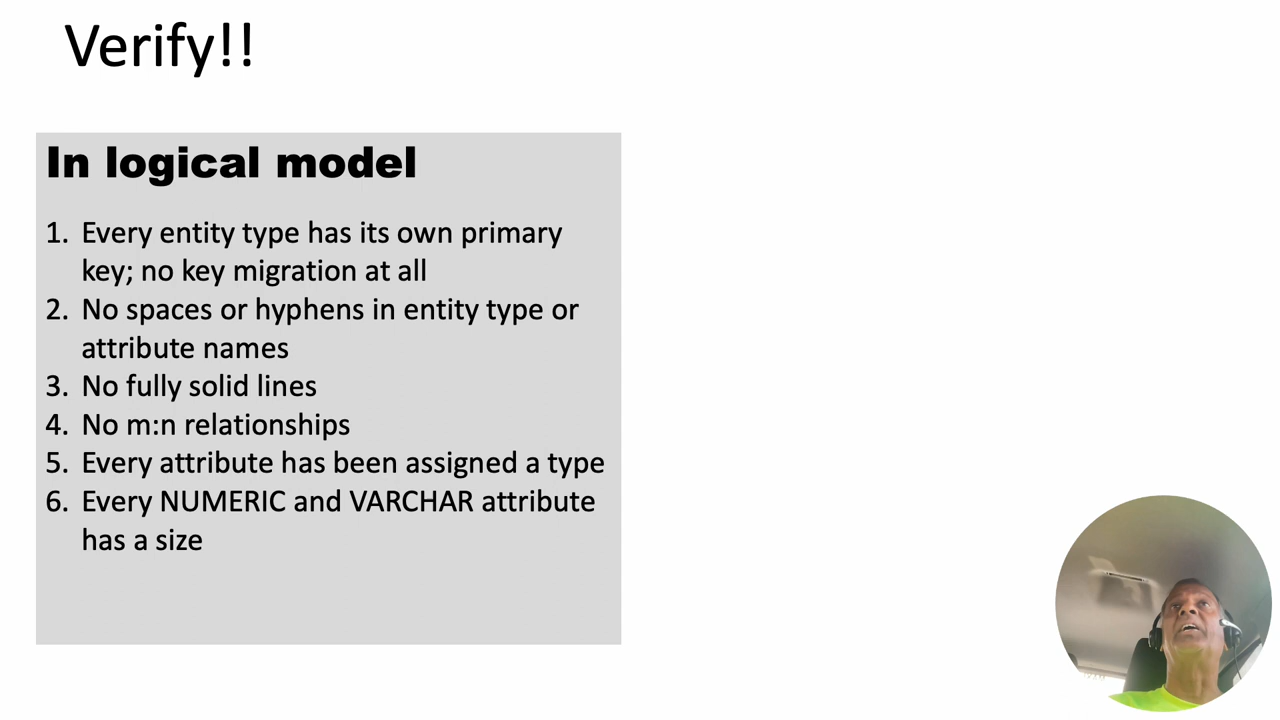 Verify!!
In logical model
1. Every entity type has its own primary
key; no key migration at all
2. No spaces or hyphens in entity type or
attribute names
3. No fully solid lines
4. No m:n relationships
5. Every attribute has been assigned a type
6. Every NUMERIC and VARCHAR attribute
has a size